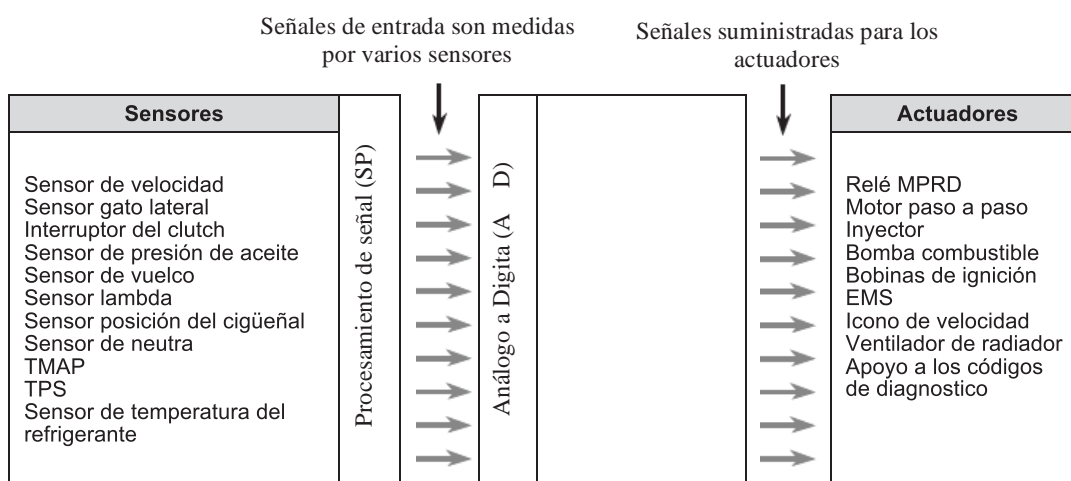 Señales de entrada son medidas
por varios sensores
Señales suministradas para los
actuadores
Sensores
Sensor de velocidad
Sensor gato lateral
Interruptor del clutch
Sensor de presión de aceite
Sensor de vuelco
Sensor lambda
Sensor posición del cigüeñal
Sensor de neutra
TMAP
TPS
Sensor de temperatura del
refrigerante
Procesamiento de señal (SP)
Análogo a Digita (A D)
Actuadores
Relé MPRD
Motor paso a paso
Inyector
Bomba combustible
Bobinas de ignición
EMS
Icono de velocidad
Ventilador de radiador
Apoyo a los códigos
de diagnostico